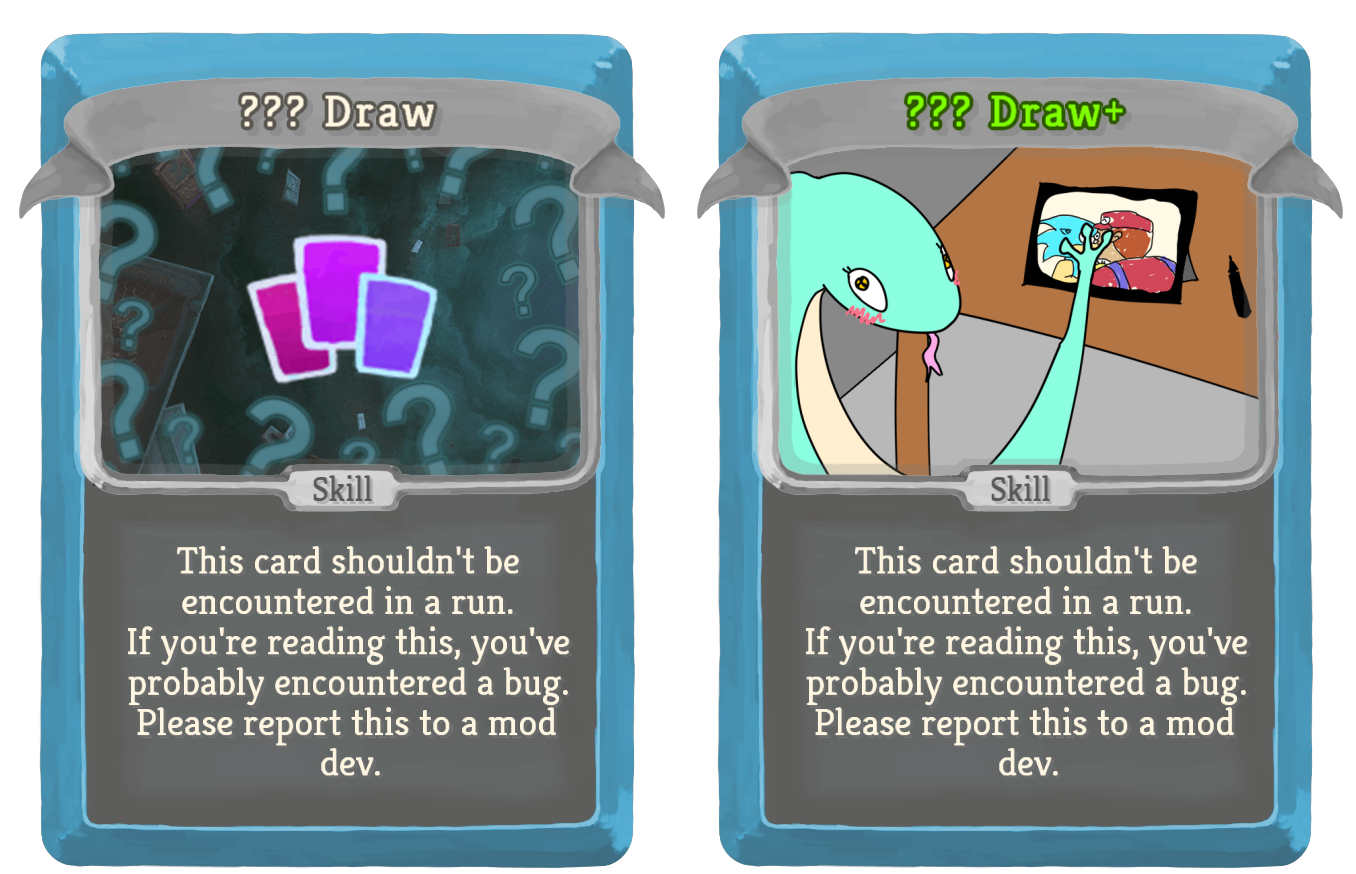 ??? Draw
Skill
This card shouldn't be
encountered in a run.
If you're reading this, you've
probably encountered a bug.
Please report this to a mod
dev.
??? Draw+
Skill
This card shouldn't be
encountered in a run.
If you're reading this, you've
probably encountered a bug.
Please report this to a mod
dev.